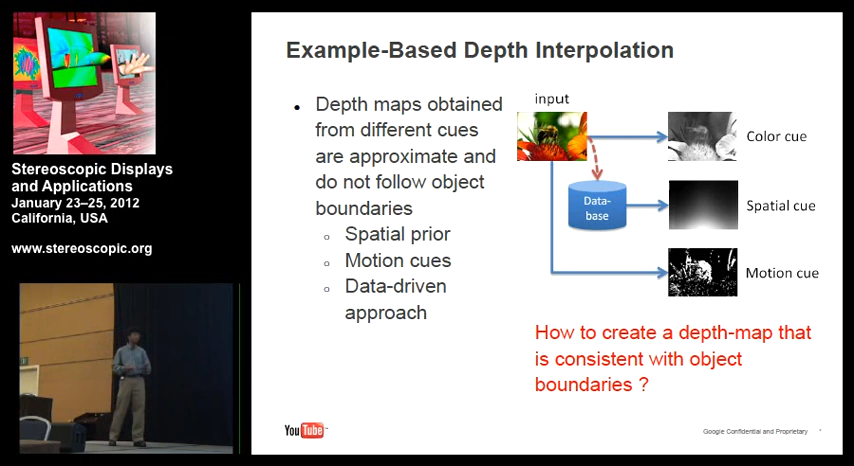 Stereoscopic Displays
and Applications
January 23–25, 2012
California, USA
www.stereoscopic.org
Example-Based Depth Interpolation
• Depth maps obtained
from different cues
are approximate and
do not follow object
boundaries
○ Spatial prior
○ Motion cues
○ Data-driven
approach
input
Color cue
Data-
base
Spatial cue
Motion cue
How to create a depth-map that
is consistent with object
boundaries ?
YouTube
Google Confidential and Proprietary